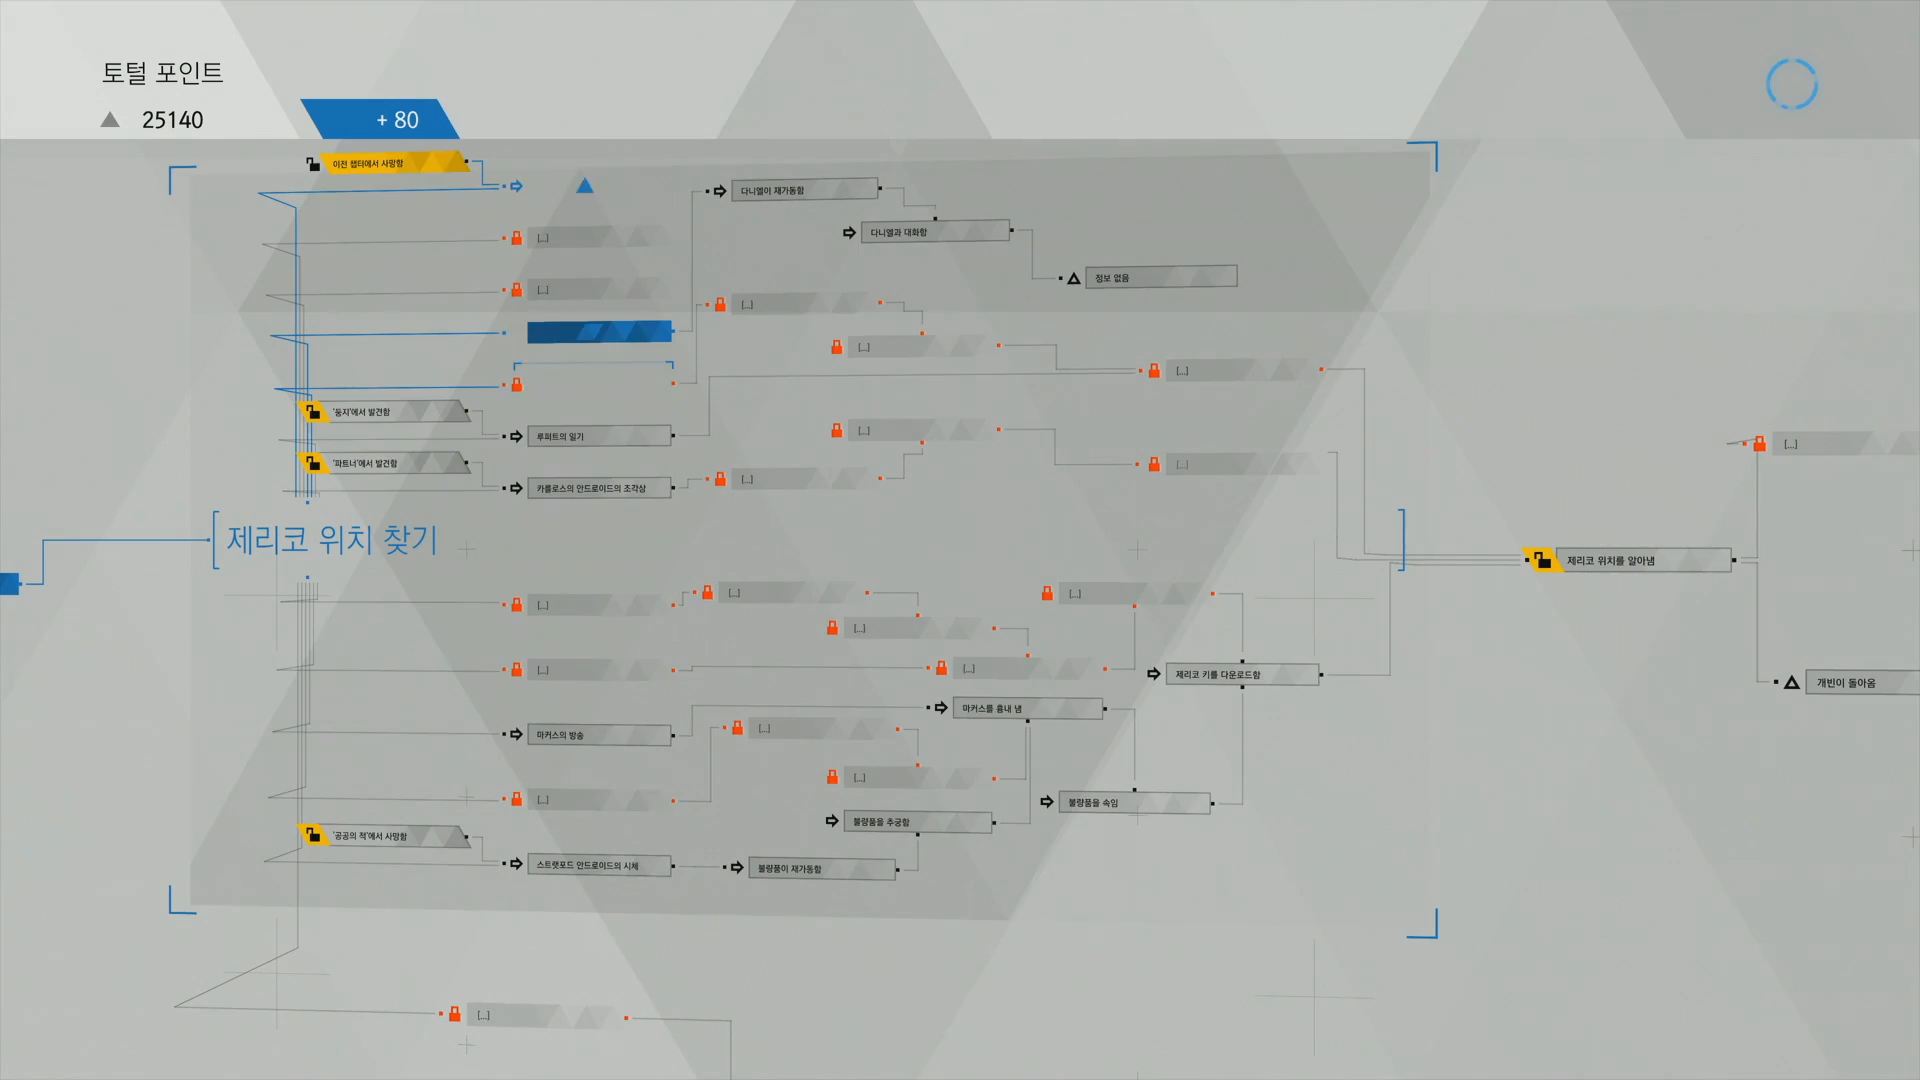 토털 포인트
25140
+ 80
이전 챕터에서 사망함
다니엘이 재가동함
다니엘과 대화함
[...]
정보 없음
[...]
[...]
[...]
[...]
'둥지'에서 발견함
루퍼트의 일기
[...]
[...]
'파트너'에서 발견함
[...]
[...]
카를로스의 안드로이드의 조각상
제리코 위치 찾기
제리코 위치를 알아냄
[...]
[...]
[...]
[...]
[...]
[...]
제리코 키를 다운로드함
개빈이 돌아옴
마커스를 흉내 냄
마커스의 방송
[...]
[...]
[...]
불량품을 속임
불량품을 추궁함
'공공의 적'에서 사망함
스트랫포드 안드로이드의 시체
불량품이 재가동함
[...]